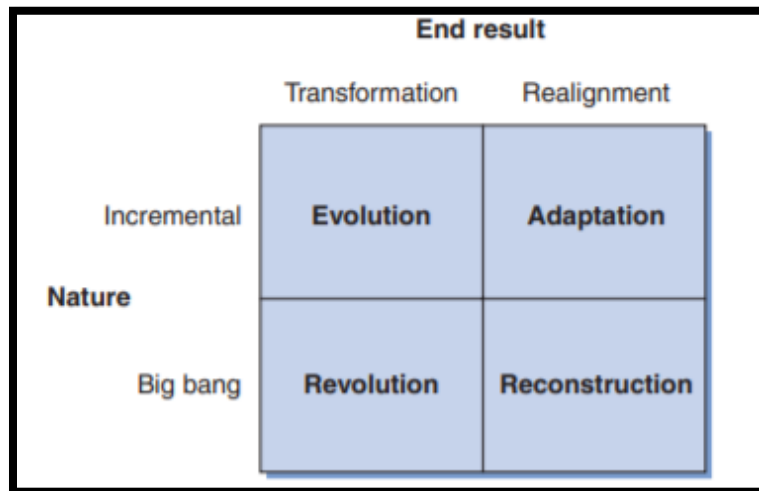 End result
Transformation Realignment
Incremental Evolution Adaptation
Nature
Big bang Revolution Reconstruction